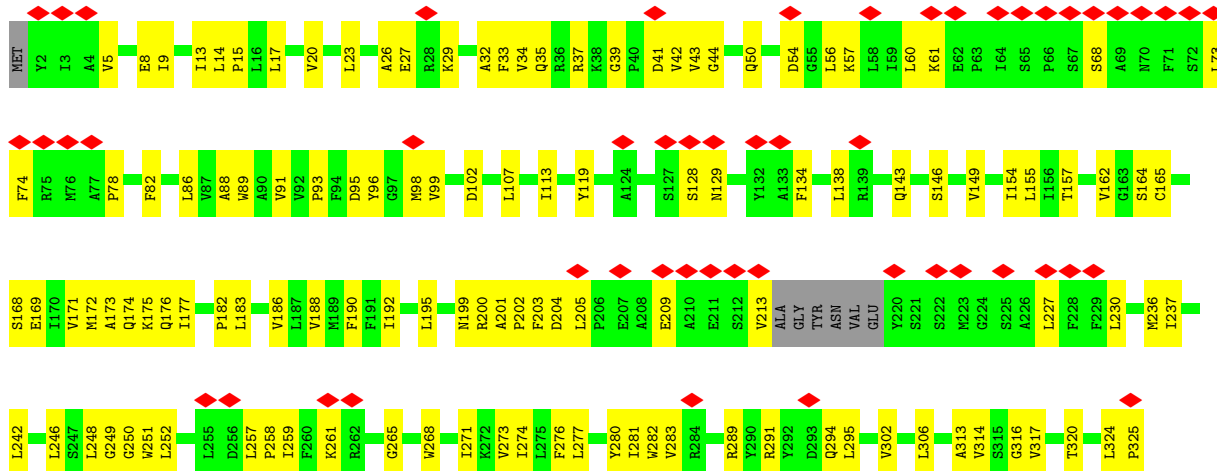 MET Y2 I3 A4 V5 E8 I9 I13 L14 P15 L16 L17 V20 L23 A26 E27 R28 K29 A32 F33 V34 Q35 R36 R37 K38 G39 P40 D41 V42 V43 G44 Q50 D54 G55 L56 K57 L58 I59 L60 K61 E62 P63 I64 S65 P66 S67 S68 A69 N70 F71 S72 L73
F74 R75 M76 A77 P78 F82 L86 V87 A88 W89 A90 V91 V92 P93 F94 D95 Y96 G97 M98 V99 D102 L107 I113 Y119 A124 S127 S128 N129 Y132 A133 F134 L138 R139 Q143 S146 V149 I154 L155 I156 T157 V162 G163 S164 C165
S168 E169 I170 V171 M172 A173 Q174 K175 Q176 I177 P182 L183 V186 L187 V188 M189 F190 F191 I192 L195 N199 R200 A201 P202 F203 D204 L205 P206 E207 A208 E209 A210 E211 S212 V213 ALA GLY TYR ASN VAL GLU Y220 S221 S222 M223 G224 S225 A226 L227 F228 F229 L230 M236 I237
L242 L246 S247 L248 G249 G250 W251 L252 L255 D256 L257 P258 I259 F260 K261 R262 G265 W268 I271 K272 V273 I274 L275 F276 L277 Y280 I281 W282 V283 R284 R289 Y290 R291 Y292 D293 Q294 L295 V302 L306 A313 V314 S315 G316 V317 T320 L324 P325